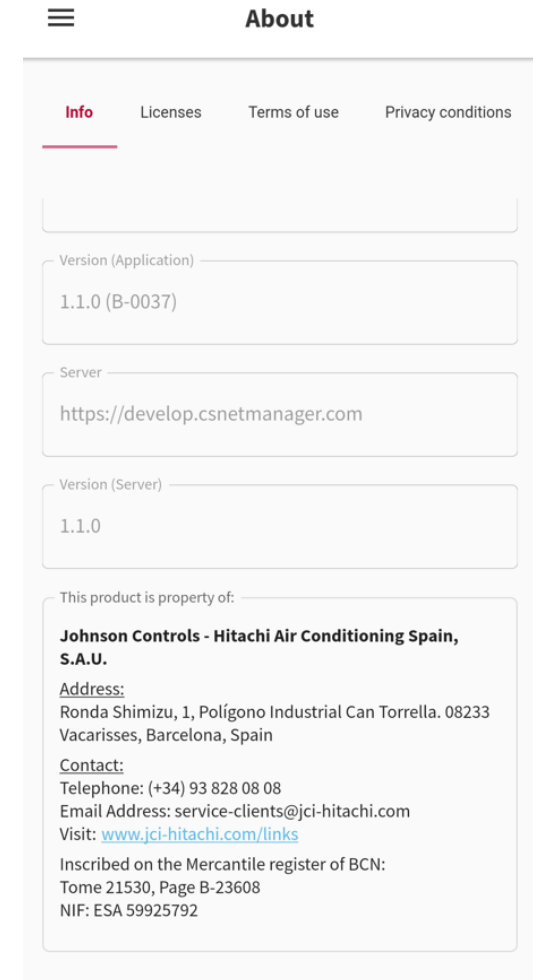 About
Info Licenses Terms of use Privacy conditions
Version (Application)
1.1.0 (B-0037)
Server
https://develop.csnetmanager.com
Version (Server)
1.1.0
This product is property of:
Johnson Controls - Hitachi Air Conditioning Spain,
S.A.U.
Address:
Ronda Shimizu, 1, Polígono Industrial Can Torrella. 08233
Vacarisses, Barcelona, Spain
Contact:
Telephone: (+34) 93 828 08 08
Email Address: service-clients@jci-hitachi.com
Visit: www.jci-hitachi.com/links
Inscribed on the Mercantile register of BCN:
Tome 21530, Page B-23608
NIF: ESA 59925792